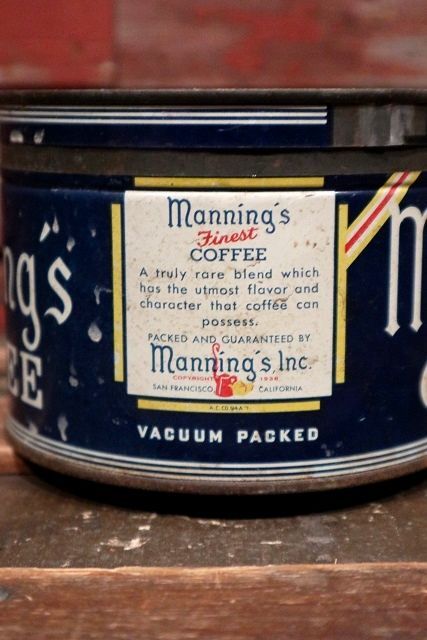 Manning's
Finest
COFFEE
A truly rare blend which
has the utmost flavor and
character that coffee can
possess.
PACKED AND GUARANTEED BY
Manning's, Inc.
COPYRIGHT 1936
SAN FRANCISCO, CALIFORNIA
VACUUM PACKED
ng's
EE
M